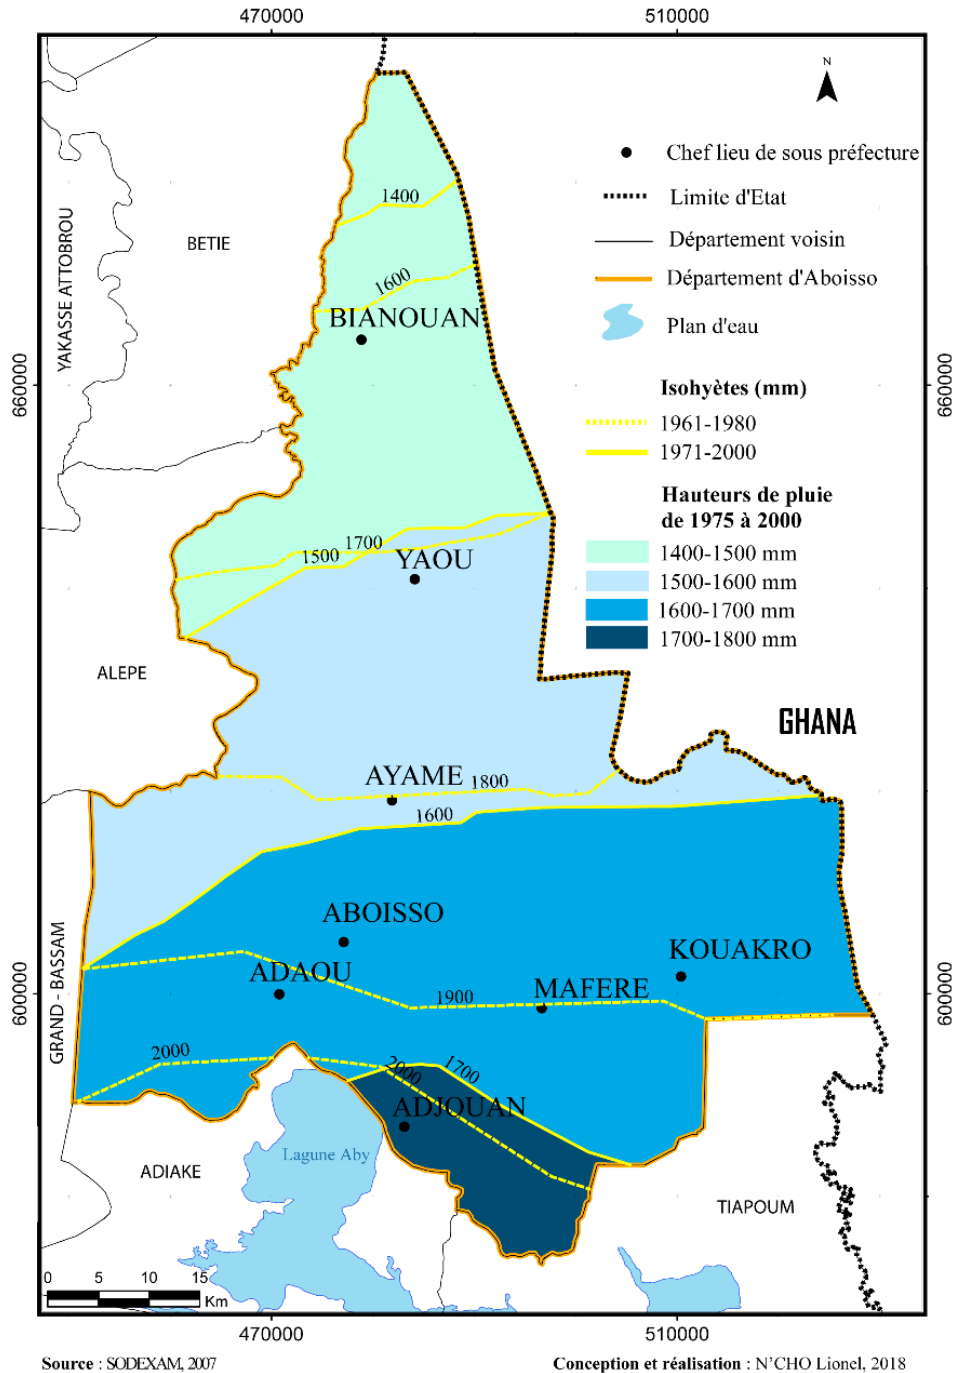 470000
510000
N
Chef lieu de sous préfecture
Limite d'Etat
Département voisin
Département d'Aboisso
Plan d'eau
Isohyètes (mm)
1961-1980
1971-2000
Hauteurs de pluie
de 1975 à 2000
1400-1500 mm
1500-1600 mm
1600-1700 mm
1700-1800 mm
YAKASSE ATTOBROU
BETIE
1400
1600
BIANOUAN
660000
660000
1700
1500
YAOU
ALEPE
GHANA
AYAME
1800
1600
ABOISSO
KOUAKRO
ADAOU
MAFERE
1900
GRAND - BASSAM
600000
600000
2000
2000
1700
ADJOUAN
Lagune Aby
ADIAKE
TIAPOUM
0 5 10 15
Km
470000
510000
Source : SODEXAM, 2007
Conception et réalisation : N'CHO Lionel, 2018